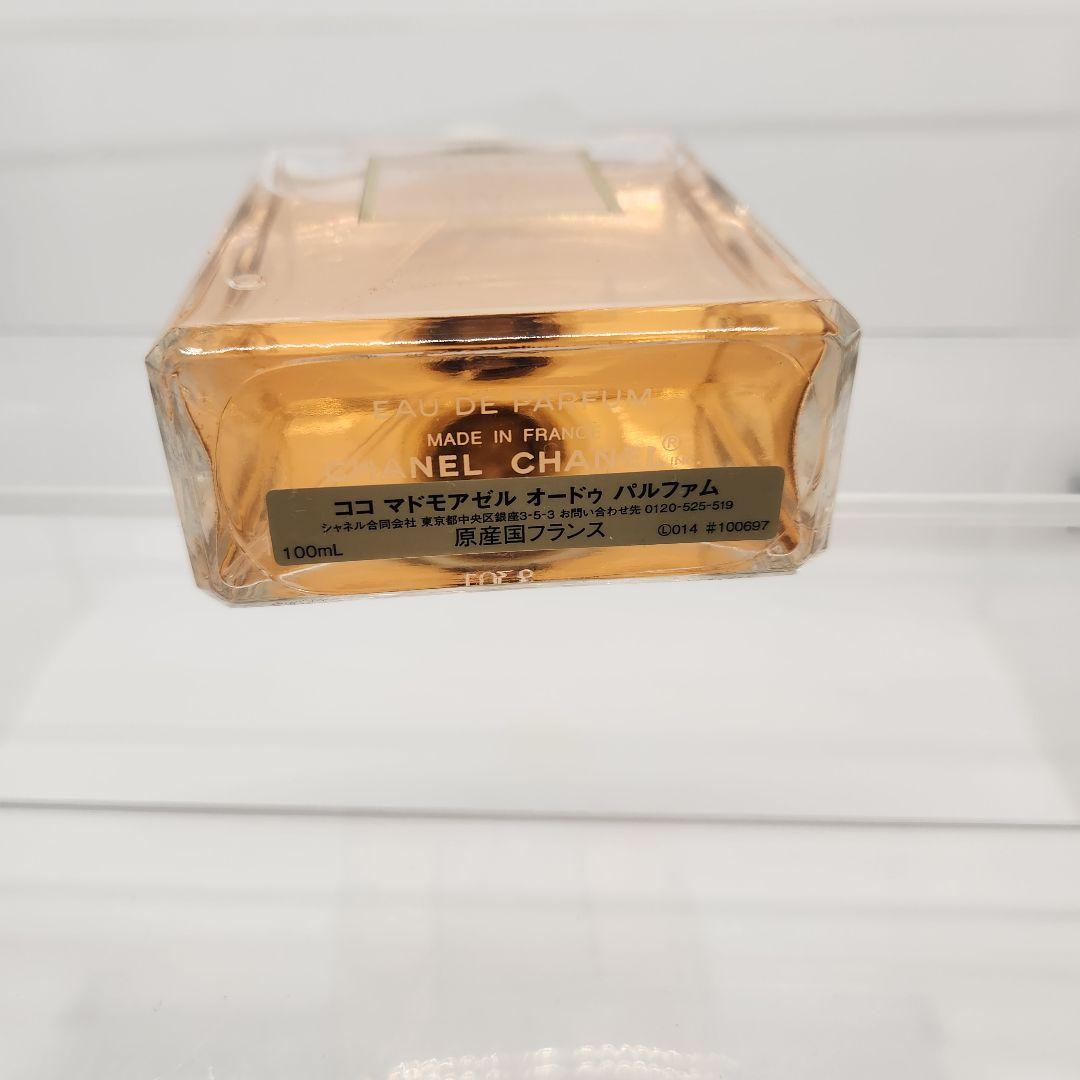 EAU DE PARFUM
MADE IN FRANCE
CHANEL CHANEL ®
ココ マドモアゼル オードゥ パルファム
シャネル合同会社 東京都中央区銀座3-5-3 お問い合わせ先 0120-525-519
原産国フランス
100mL
Ⓛ014 #100697